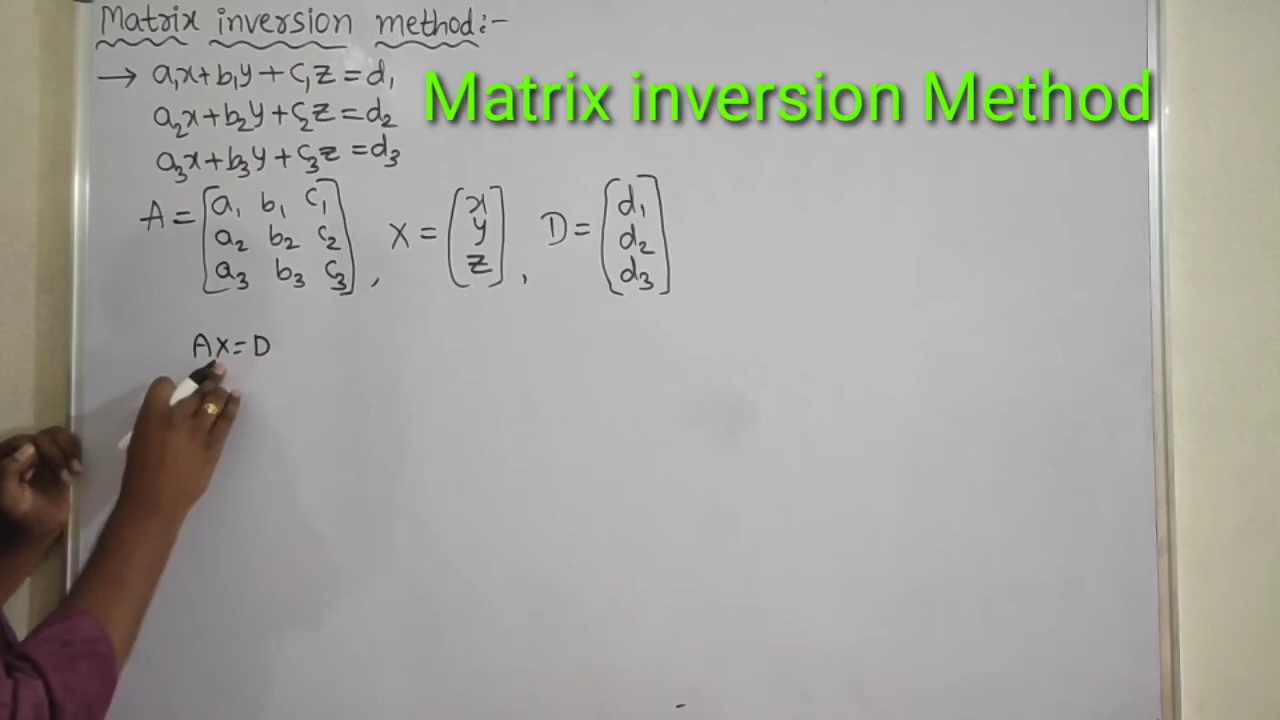 Matrix inversion method:-
→ a₁x+b₁y+c₁z=d₁
Matrix inversion Method
a₂x+b₂y+c₂z=d₂
a₃x+b₃y+c₃z=d₃
A=[a₁ b₁ c₁
a₂ b₂ c₂
a₃ b₃ c₃],
X=[x
y
z],
D=[d₁
d₂
d₃]
AX=D